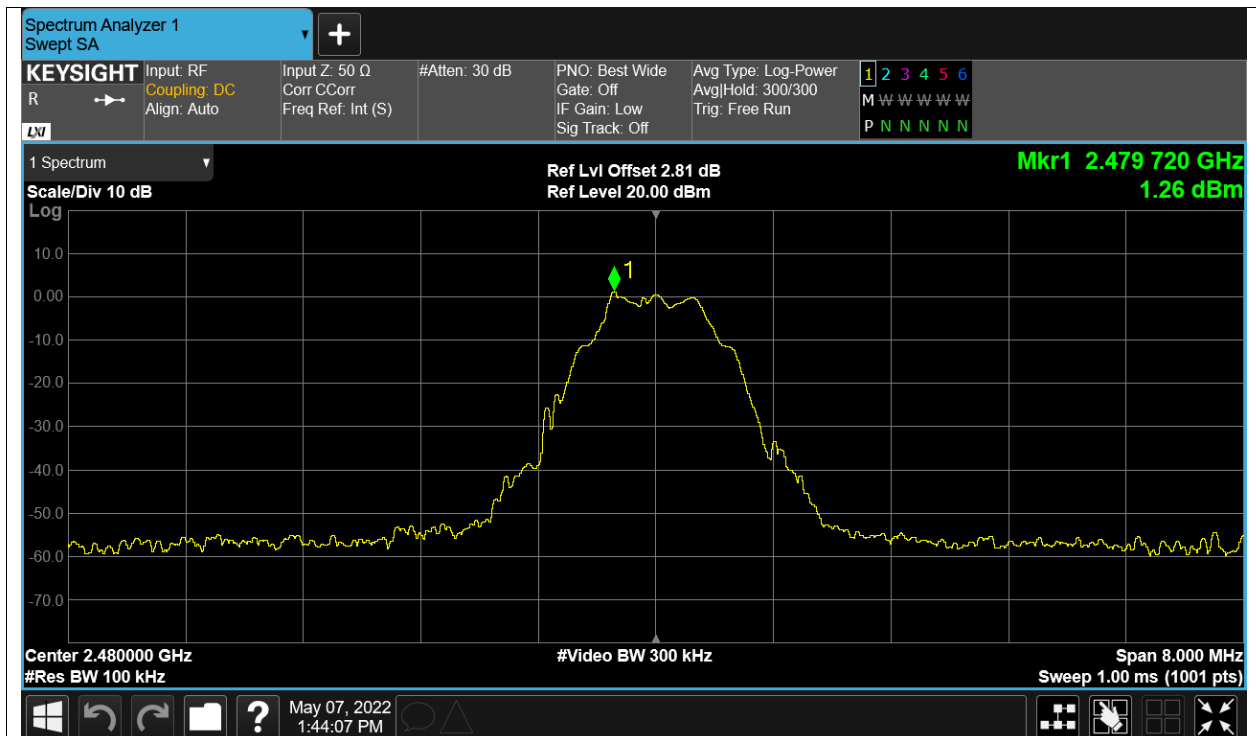 Spectrum Analyzer 1
Swept SA
+
KEYSIGHT
R
LXI
Input: RF
Coupling: DC
Align: Auto
Input Z: 50 Ω
Corr CCorr
Freq Ref: Int (S)
#Atten: 30 dB
PNO: Best Wide
Gate: Off
IF Gain: Low
Sig Track: Off
Avg Type: Log-Power
Avg|Hold: 300/300
Trig: Free Run
1 2 3 4 5 6
M W W W W W
P N N N N N
1 Spectrum
Scale/Div 10 dB
Log
Ref Lvl Offset 2.81 dB
Ref Level 20.00 dBm
Mkr1 2.479 720 GHz
1.26 dBm
1
10.0
0.00
-10.0
-20.0
-30.0
-40.0
-50.0
-60.0
-70.0
Center 2.480000 GHz
#Res BW 100 kHz
#Video BW 300 kHz
Span 8.000 MHz
Sweep 1.00 ms (1001 pts)
?
May 07, 2022
1:44:07 PM